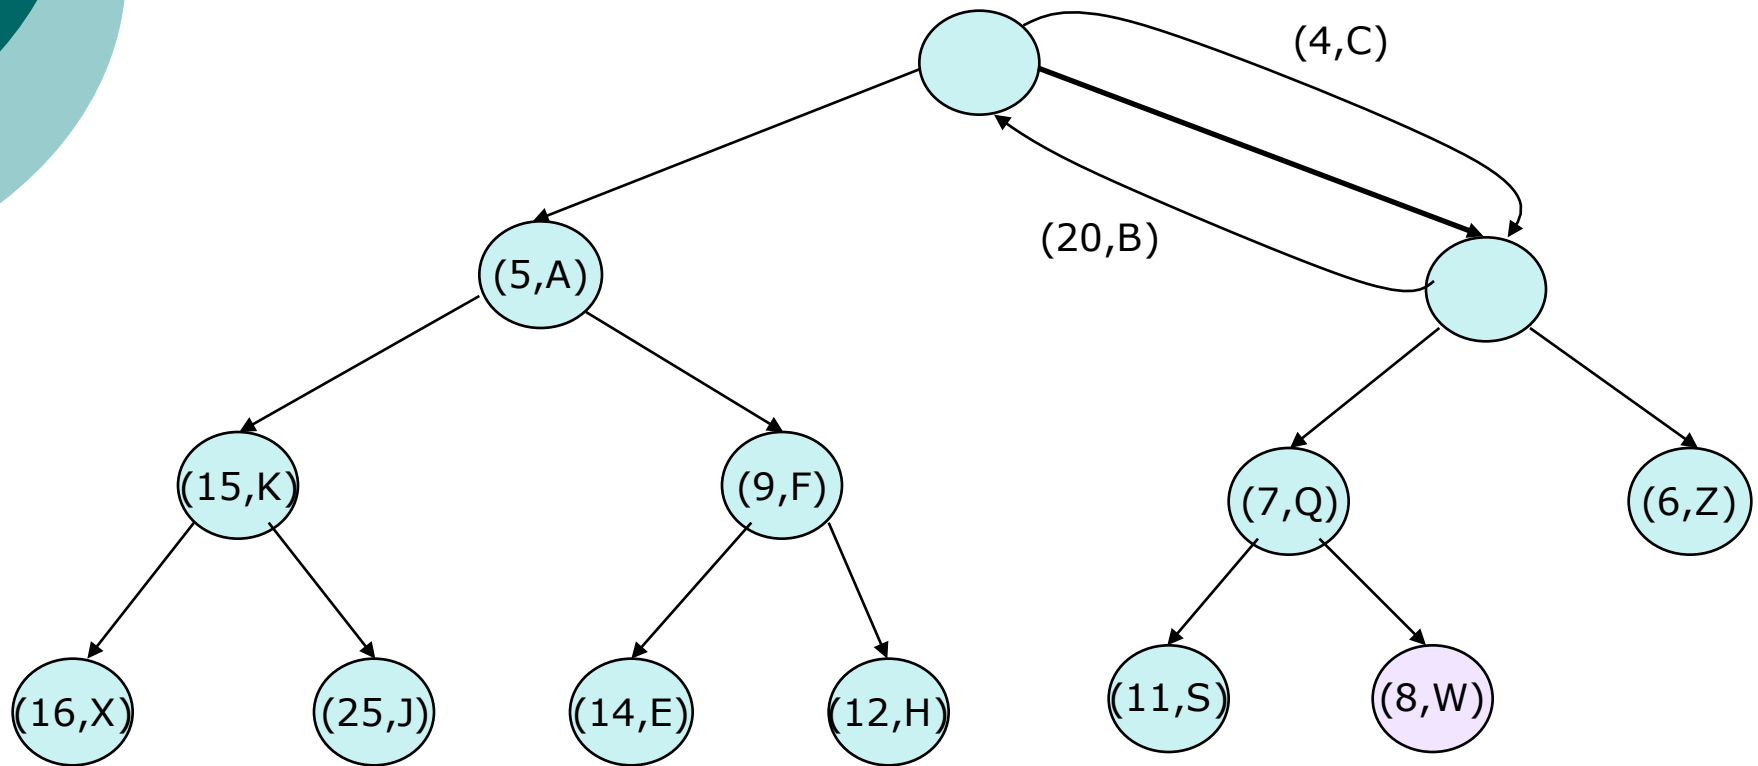 (4,C)
(20,B)
(5,A)
(15,K)
(9,F)
(7,Q)
(6,Z)
(16,X)
(25,J)
(14,E)
(12,H)
(11,S)
(8,W)